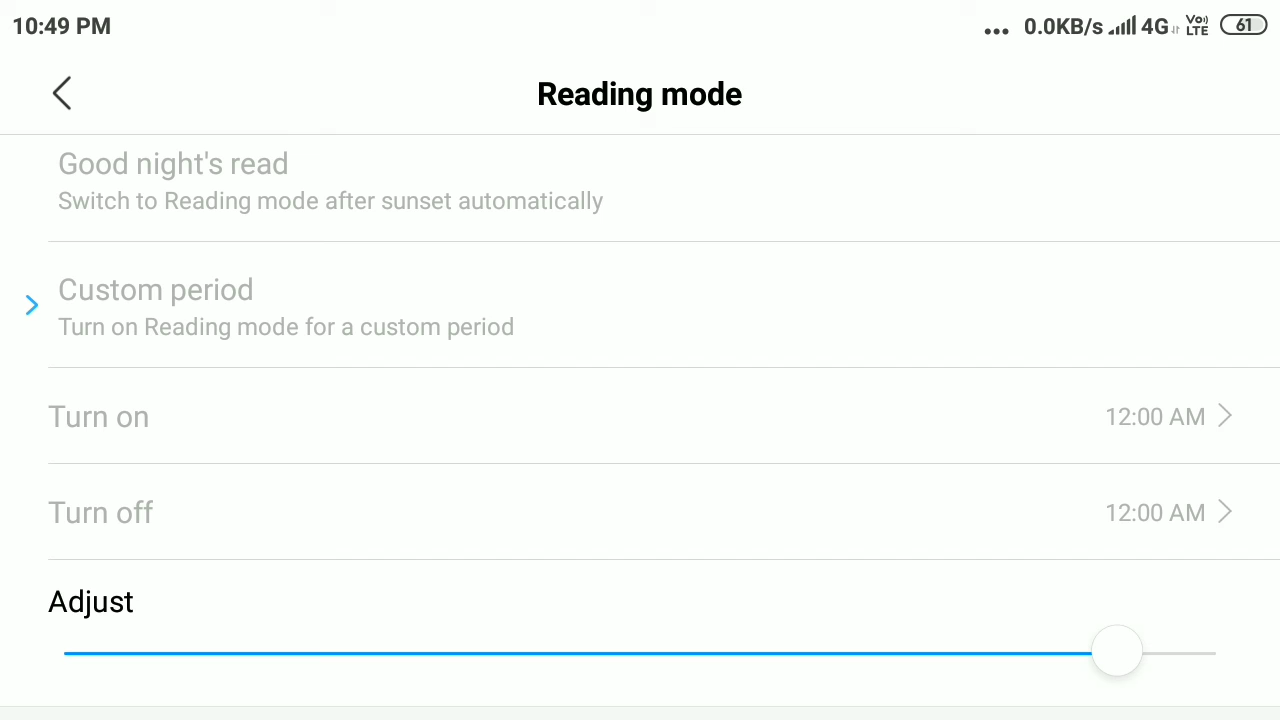 10:49 PM
... 0.0KB/s 4G Vo) LTE 61
Reading mode
Good night's read
Switch to Reading mode after sunset automatically
Custom period
Turn on Reading mode for a custom period
Turn on 12:00 AM
Turn off 12:00 AM
Adjust